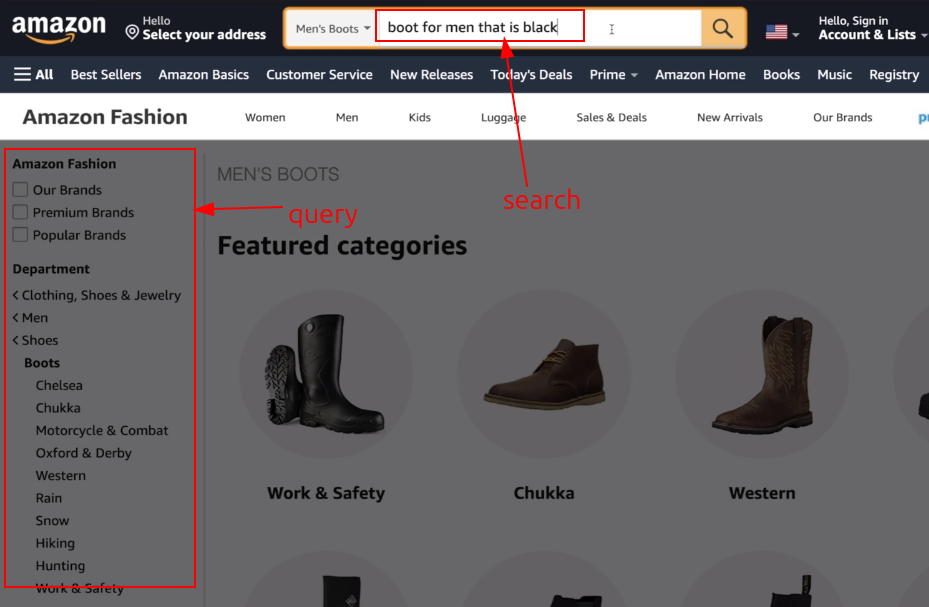 amazon
Hello
Select your address
Men's Boots
boot for men that is black
Hello, Sign in
Account & Lists
All
Best Sellers
Amazon Basics
Customer Service
New Releases
Today's Deals
Prime
Amazon Home
Books
Music
Registry
Amazon Fashion
Women
Men
Kids
Luggage
Sales & Deals
New Arrivals
Our Brands
Amazon Fashion
Our Brands
Premium Brands
Popular Brands
Department
Clothing, Shoes & Jewelry
Men
Shoes
Boots
Chelsea
Chukka
Motorcycle & Combat
Oxford & Derby
Western
Rain
Snow
Hiking
Hunting
Work & Safety
query
search
MEN'S BOOTS
Featured categories
Work & Safety
Chukka
Western